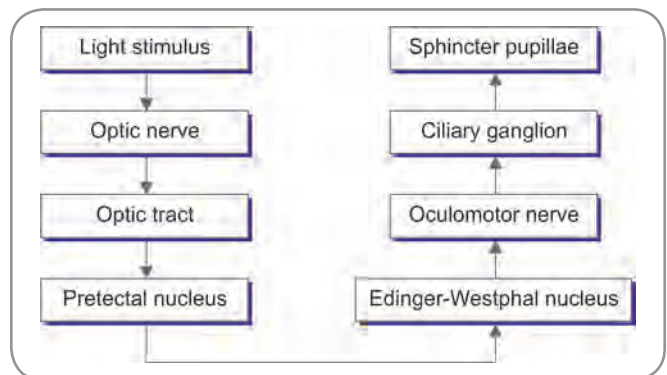 Light stimulus
Optic nerve
Optic tract
Pretectal nucleus
Edinger-Westphal nucleus
Oculomotor nerve
Ciliary ganglion
Sphincter pupillae